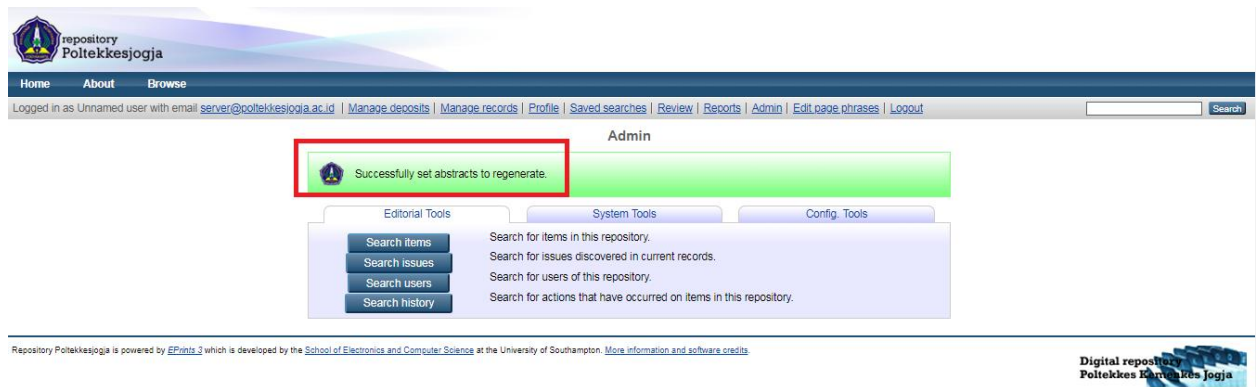 repository
Poltekkesjogja
Home About Browse
Logged in as Unnamed user with email server@poltekkesjogja.ac.id | Manage deposits | Manage records | Profile | Saved searches | Review | Reports | Admin | Edit page phrases | Logout Search
Admin
Successfully set abstracts to regenerate.
Editorial Tools System Tools Config. Tools
Search items Search for items in this repository.
Search issues Search for issues discovered in current records.
Search users Search for users of this repository.
Search history Search for actions that have occurred on items in this repository.
Repository Poltekkesjogja is powered by EPrints 3 which is developed by the School of Electronics and Computer Science at the University of Southampton. More information and software credits.
Digital repository
Poltekkes Kemenkes Jogja